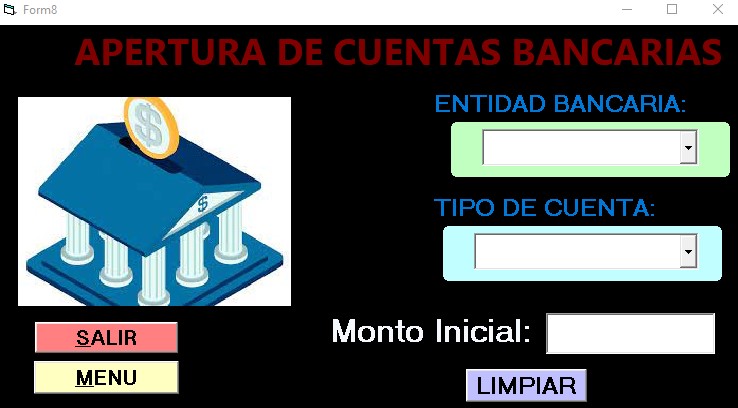 Form8
APERTURA DE CUENTAS BANCARIAS
$
$
ENTIDAD BANCARIA:
TIPO DE CUENTA:
Monto Inicial:
SALIR
MENU
LIMPIAR